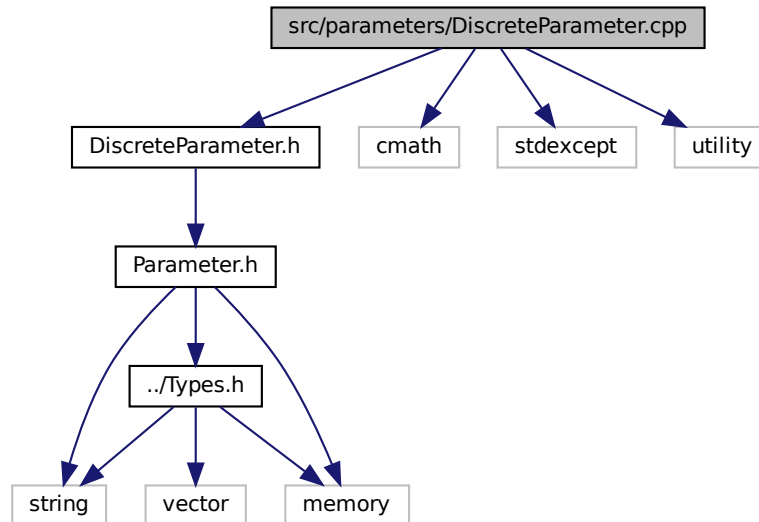 src/parameters/DiscreteParameter.cpp
DiscreteParameter.h
cmath
stdexcept
utility
Parameter.h
../Types.h
string
vector
memory